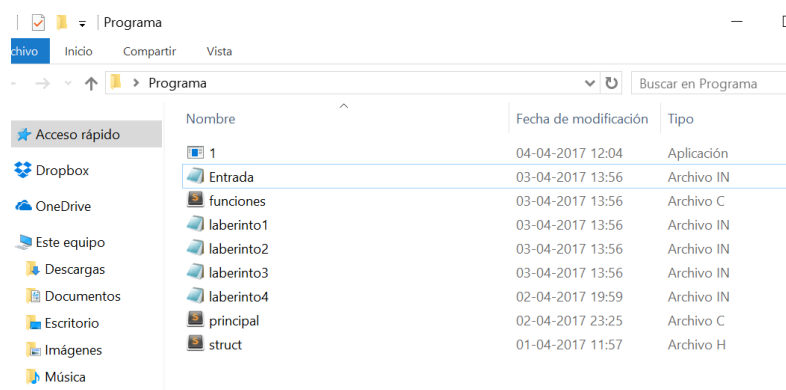 Programa
chivo Inicio Compartir Vista
Programa Buscar en Programa
Nombre Fecha de modificación Tipo
Acceso rápido
1 04-04-2017 12:04 Aplicación
Dropbox
Entrada 03-04-2017 13:56 Archivo IN
funciones 03-04-2017 13:56 Archivo C
OneDrive
laberinto1 03-04-2017 13:56 Archivo IN
Este equipo
laberinto2 03-04-2017 13:56 Archivo IN
Descargas
laberinto3 03-04-2017 13:56 Archivo IN
Documentos
laberinto4 02-04-2017 19:59 Archivo IN
Escritorio
principal 02-04-2017 23:25 Archivo C
Imágenes
struct 01-04-2017 11:57 Archivo H
Música